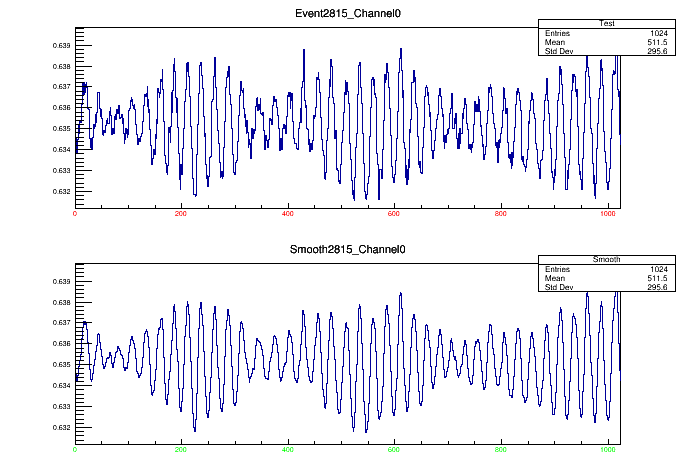 Event2815_Channel0
Test
Entries 1024
Mean 511.5
Std Dev 295.6
0.639
0.638
0.637
0.636
0.635
0.634
0.633
0.632
0 200 400 600 800 1000
Smooth2815_Channel0
Smooth
Entries 1024
Mean 511.5
Std Dev 295.6
0.639
0.638
0.637
0.636
0.635
0.634
0.633
0.632
0 200 400 600 800 1000